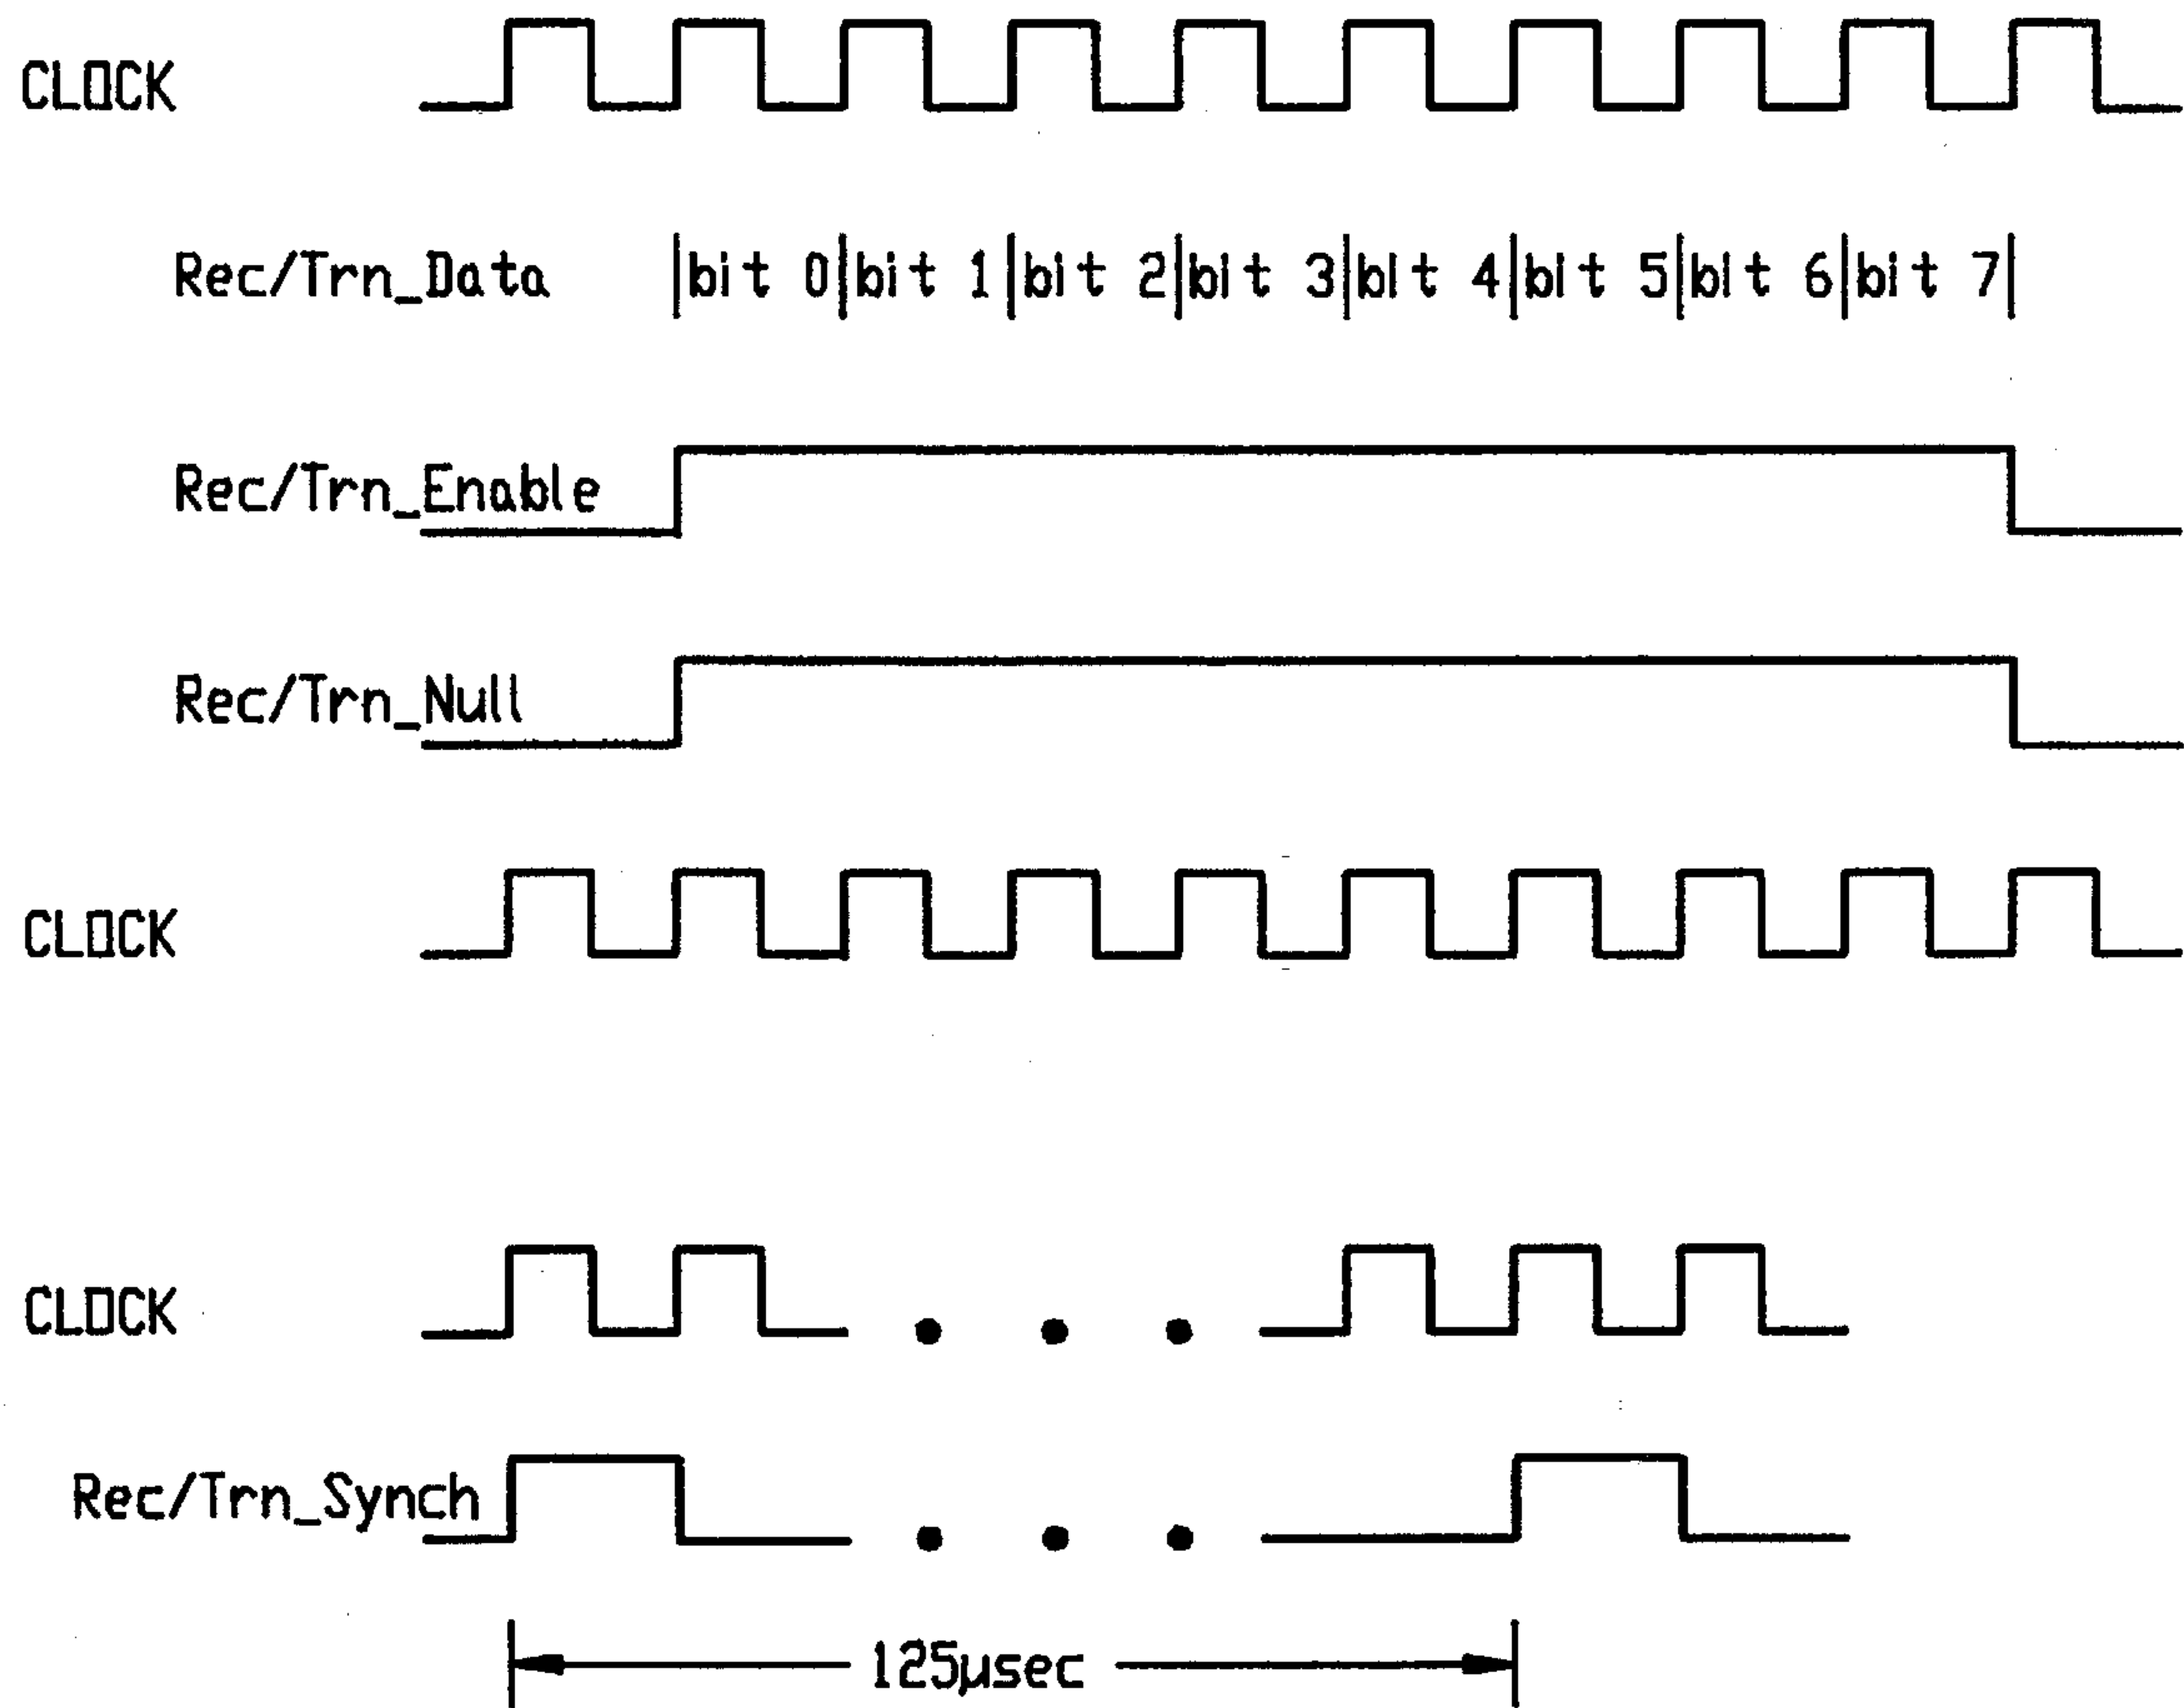 CLOCK
Rec/Trn_Data |bit 0|bit 1|bit 2|bit 3|bit 4|bit 5|bit 6|bit 7|
Rec/Trn_Enable
Rec/Trn_Null
CLOCK
CLOCK
Rec/Trn_Synch
125µsec